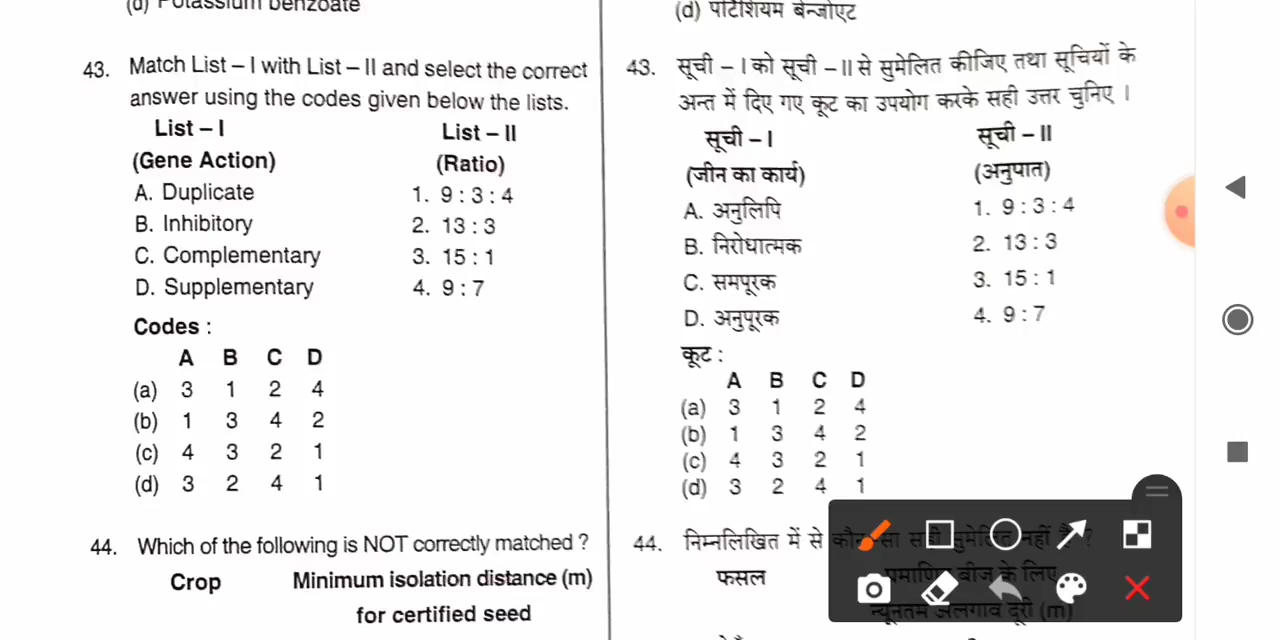 (d) Potassium benzoate
43. Match List – I with List – II and select the correct
answer using the codes given below the lists.
List – I List – II
(Gene Action) (Ratio)
A. Duplicate 1. 9 : 3 : 4
B. Inhibitory 2. 13 : 3
C. Complementary 3. 15 : 1
D. Supplementary 4. 9 : 7
Codes :
A B C D
(a) 3 1 2 4
(b) 1 3 4 2
(c) 4 3 2 1
(d) 3 2 4 1
44. Which of the following is NOT correctly matched ?
Crop Minimum isolation distance (m)
for certified seed
(d) पोटैशियम बेन्जोएट
43. सूची – I को सूची – II से सुमेलित कीजिए तथा सूचियों के
अन्त में दिए गए कूट का उपयोग करके सही उत्तर चुनिए ।
सूची – I सूची – II
(जीन का कार्य) (अनुपात)
A. अनुलिपि 1. 9 : 3 : 4
B. निरोधात्मक 2. 13 : 3
C. समपूरक 3. 15 : 1
D. अनुपूरक 4. 9 : 7
कूट :
A B C D
(a) 3 1 2 4
(b) 1 3 4 2
(c) 4 3 2 1
(d) 3 2 4 1
44. निम्नलिखित में से कौन सा सही सुमेलित नहीं है ?
फसल प्रमाणित बीज के लिए
न्यूनतम अलगाव दूरी (m)